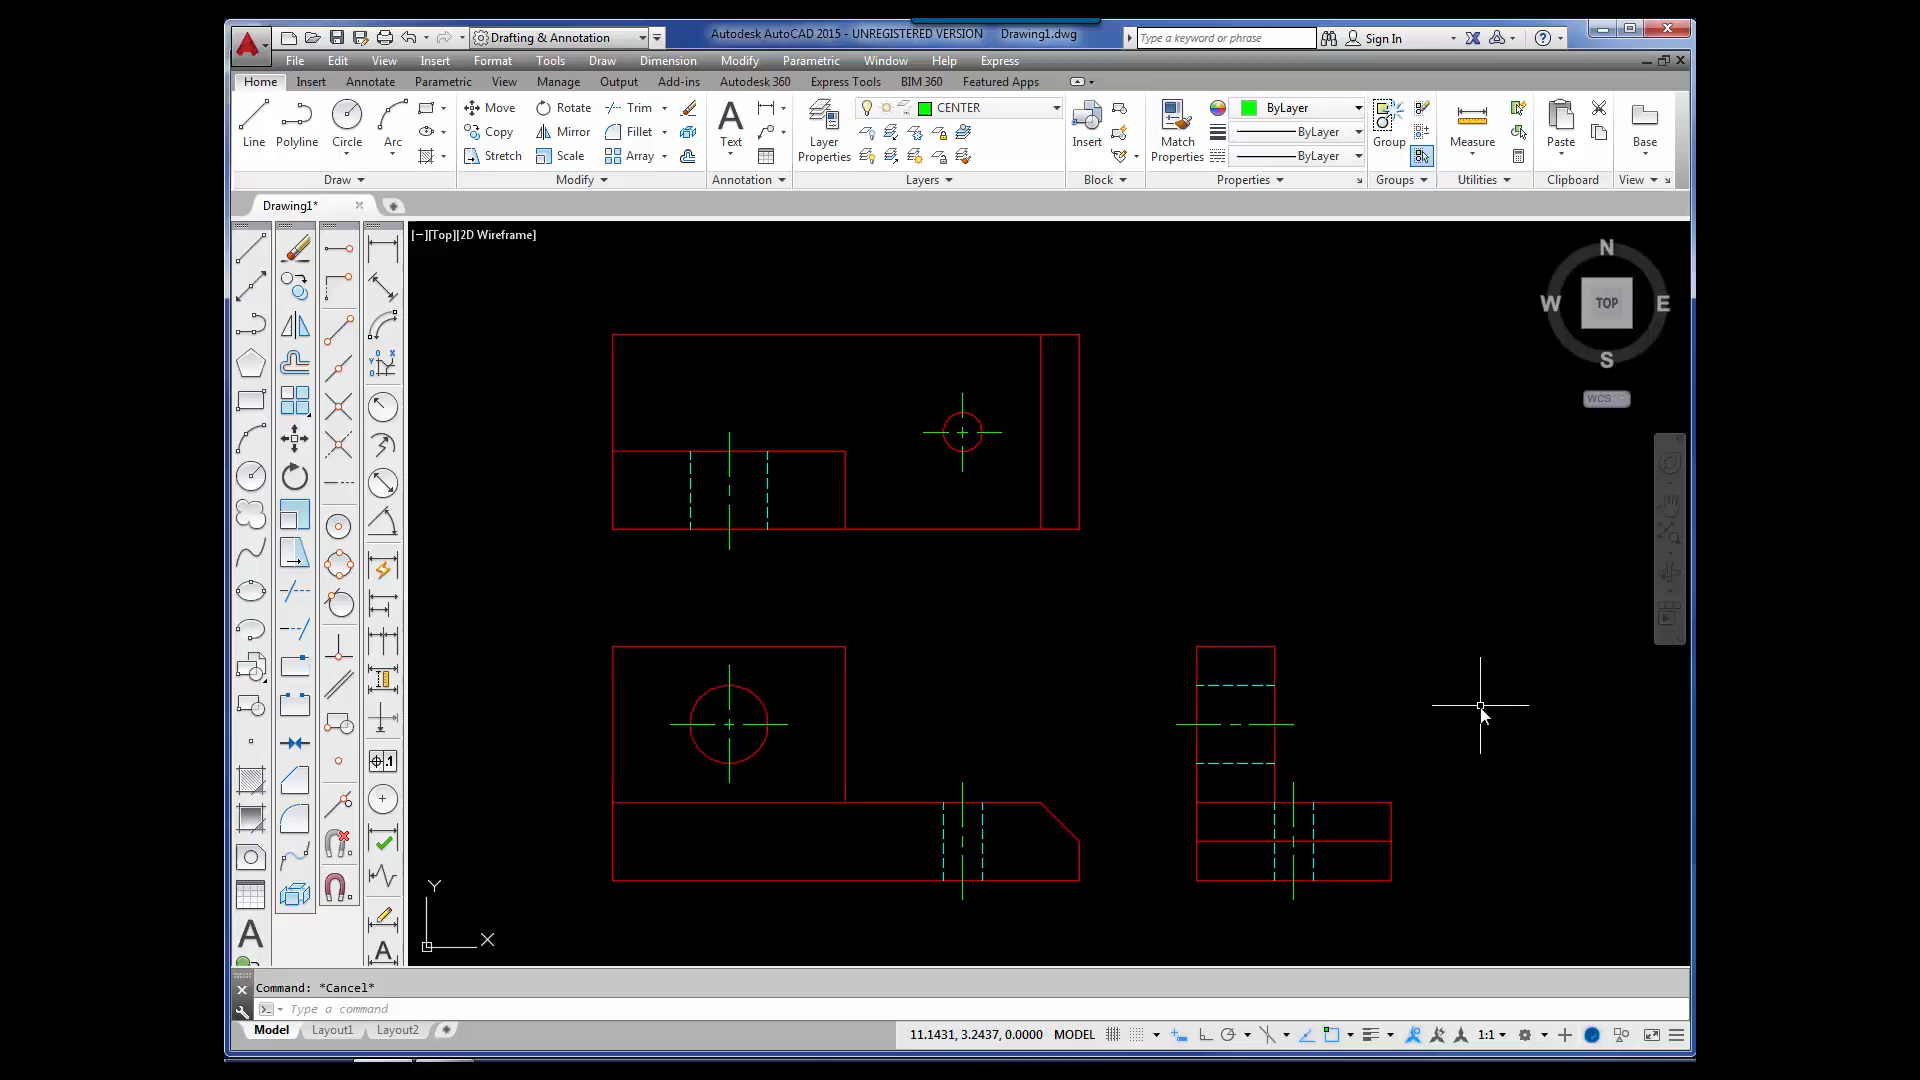 Drafting & Annotation Autodesk AutoCAD 2015 - UNREGISTERED VERSION Drawing1.dwg Type a keyword or phrase Sign In
File Edit View Insert Format Tools Draw Dimension Modify Parametric Window Help Express
Home Insert Annotate Parametric View Manage Output Add-ins Autodesk 360 Express Tools BIM 360 Featured Apps
Line Polyline Circle Arc Move Rotate Trim Text Layer Properties CENTER Insert Match Properties ByLayer Group Measure Paste Base
Copy Mirror Fillet ByLayer
Stretch Scale Array ByLayer
Draw Modify Annotation Layers Block Properties Groups Utilities Clipboard View
Drawing1*
[−][Top][2D Wireframe]
N
W TOP E
S
WCS
Y
X
Command: *Cancel*
Type a command
Model Layout1 Layout2
11.1431, 3.2437, 0.0000 MODEL 1:1